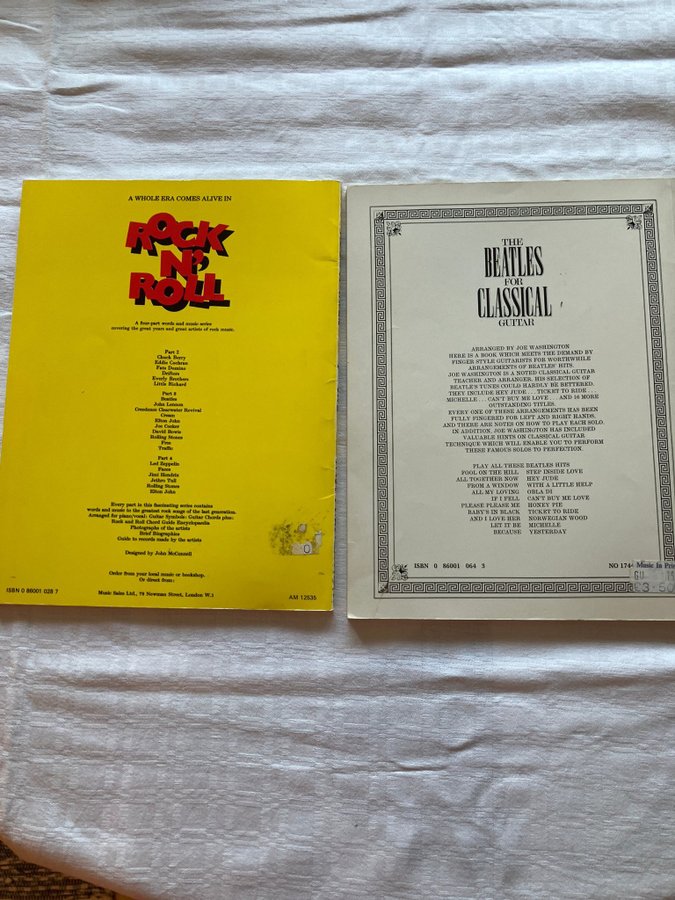 A WHOLE ERA COMES ALIVE IN
ROCK
N'
ROLL
A four-part words and music series
covering the great years and great artists of rock music.
Part 2
Chuck Berry
Eddie Cochran
Fats Domino
Drifters
Everly Brothers
Little Richard
Part 3
Beatles
John Lennon
Creedence Clearwater Revival
Cream
Elton John
Joe Cocker
David Bowie
Rolling Stones
Free
Traffic
Part 4
Led Zeppelin
Faces
Jimi Hendrix
Jethro Tull
Rolling Stones
Elton John
Every part in this fascinating series contains
words and music to the greatest rock songs of the last generation.
Arranged for piano/vocal: Guitar Symbols: Guitar Chords plus:
Rock and Roll Chord Guide Encyclopaedia
Photographs of the artists
Brief Biographies
Guide to records made by the artists
Designed by John McConnell
0
Order from your local music or bookshop.
Or direct from:
ISBN 0 86001 028 7
Music Sales Ltd., 78 Newman Street, London W.1
AM 12535
THE
BEATLES
FOR
CLASSICAL
GUITAR
ARRANGED BY JOE WASHINGTON
HERE IS A BOOK WHICH MEETS THE DEMAND BY
FINGER STYLE GUITARISTS FOR WORTHWHILE
ARRANGEMENTS OF BEATLES' HITS.
JOE WASHINGTON IS A NOTED CLASSICAL GUITAR
TEACHER AND ARRANGER. HIS SELECTION OF
BEATLE'S TUNES COULD HARDLY BE BETTERED.
THEY INCLUDE HEY JUDE . . . TICKET TO RIDE . . .
MICHELLE . . . CAN'T BUY ME LOVE . . . AND 16 MORE
OUTSTANDING TITLES.
EVERY ONE OF THESE ARRANGEMENTS HAS BEEN
FULLY FINGERED FOR LEFT AND RIGHT HANDS.
AND THERE ARE NOTES ON HOW TO PLAY EACH SOLO.
IN ADDITION, JOE WASHINGTON HAS INCLUDED
VALUABLE HINTS ON CLASSICAL GUITAR
TECHNIQUE WHICH WILL ENABLE YOU TO PERFORM
THESE FAMOUS SOLOS TO PERFECTION.
PLAY ALL THESE BEATLES HITS
FOOL ON THE HILL STEP INSIDE LOVE
ALL TOGETHER NOW HEY JUDE
FROM A WINDOW WITH A LITTLE HELP
ALL MY LOVING OBLA DI
IF I FELL CAN'T BUY ME LOVE
PLEASE PLEASE ME HONEY PIE
BABY'S IN BLACK TICKET TO RIDE
AND I LOVE HER NORWEGIAN WOOD
LET IT BE MICHELLE
BECAUSE YESTERDAY
ISBN 0 86001 064 3
NO 174
Music In
GU
£3.50